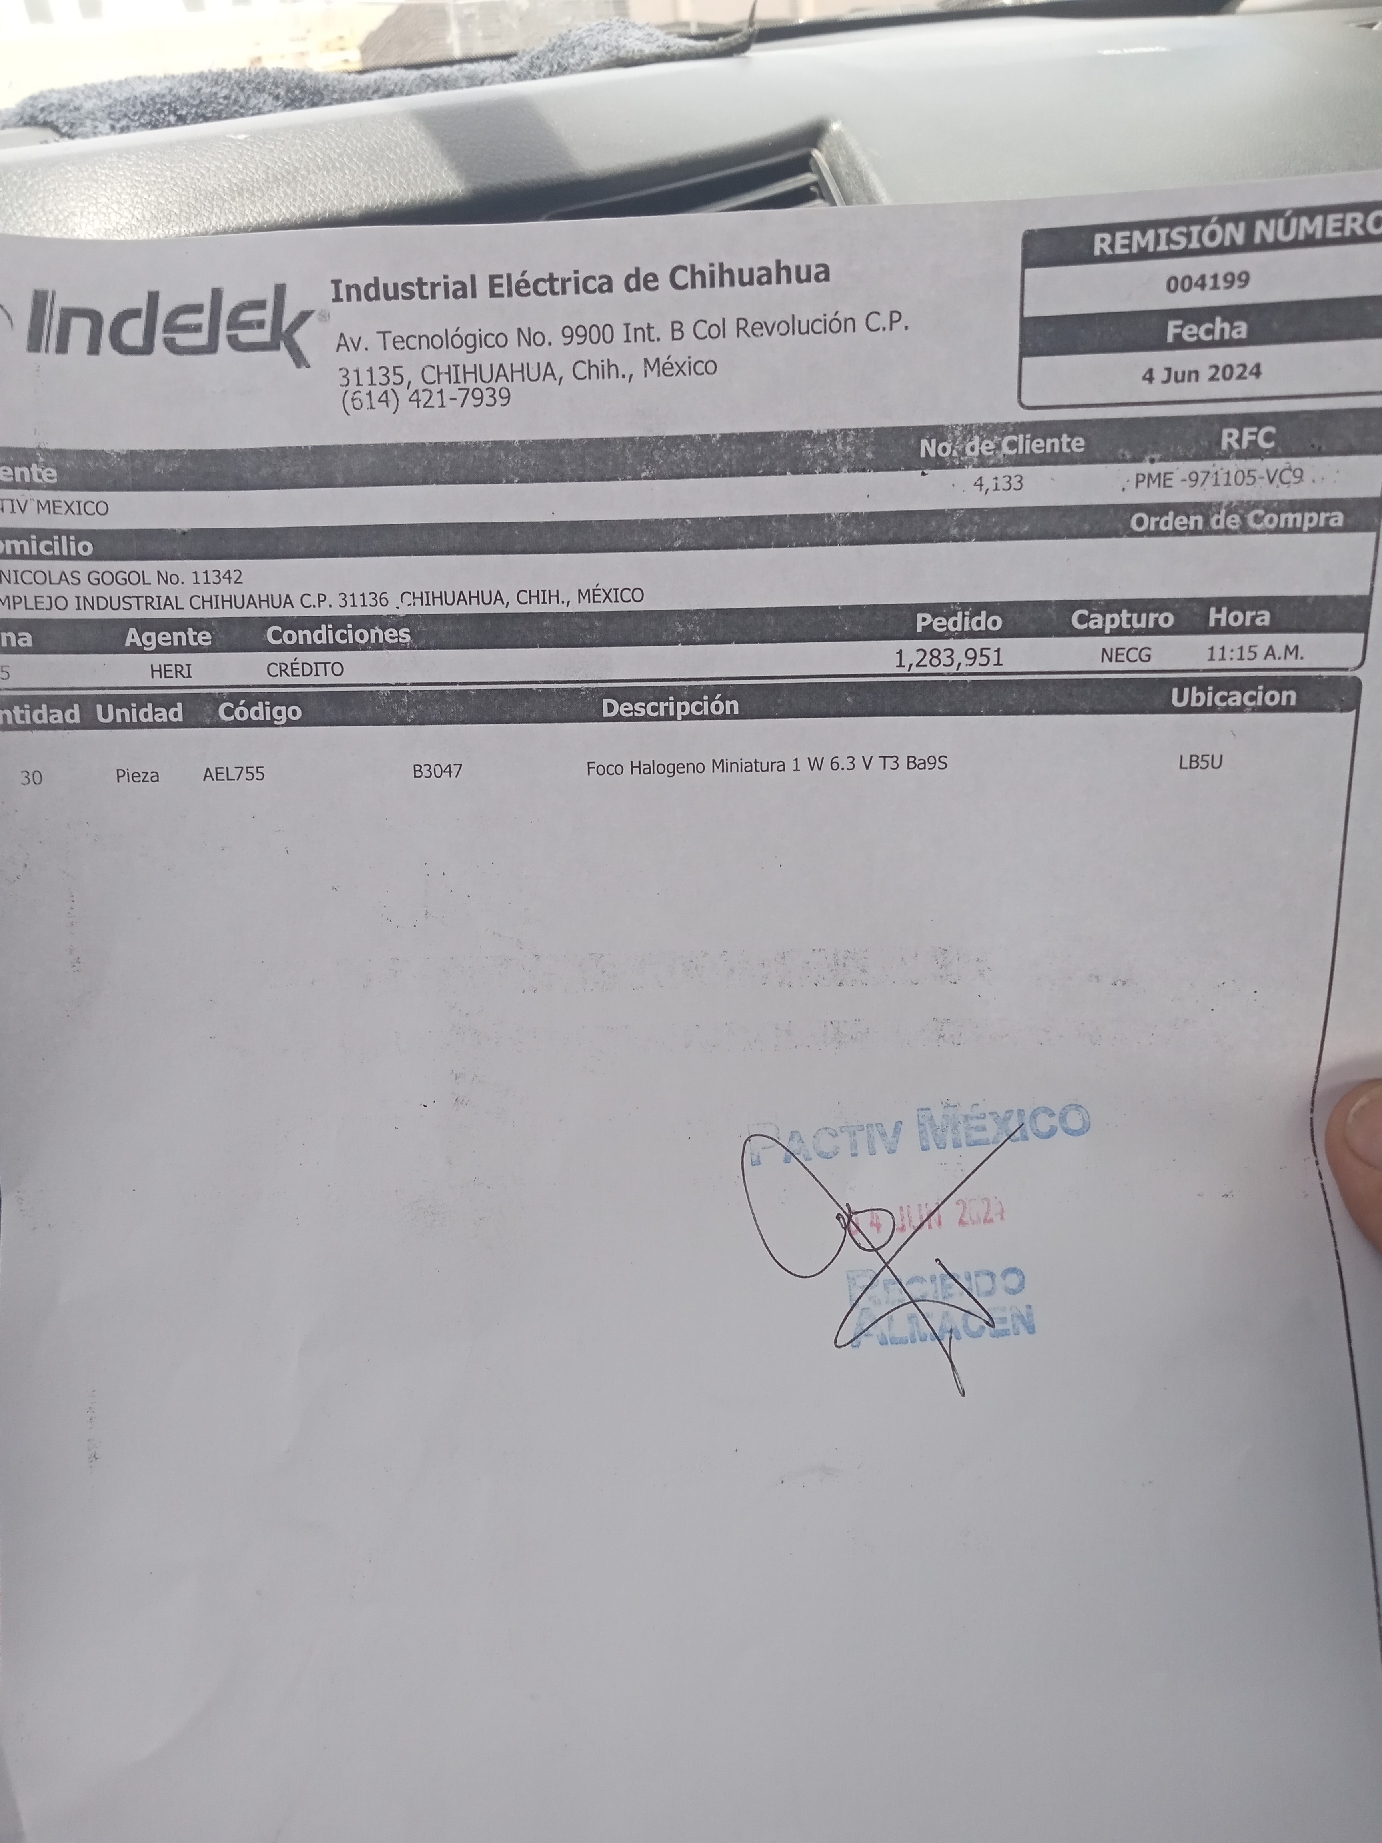 Indelek
Industrial Eléctrica de Chihuahua
Av. Tecnológico No. 9900 Int. B Col Revolución C.P.
31135, CHIHUAHUA, Chih., México
(614) 421-7939
REMISIÓN NÚMERO
004199
Fecha
4 Jun 2024
ente No. de Cliente RFC
TIV MEXICO 4,133 PME -971105-VC9
omicilio Orden de Compra
NICOLAS GOGOL No. 11342
MPLEJO INDUSTRIAL CHIHUAHUA C.P. 31136 .CHIHUAHUA, CHIH., MÉXICO
na Agente Condiciones Pedido Capturo Hora
5 HERI CRÉDITO 1,283,951 NECG 11:15 A.M.
ntidad Unidad Código Descripción Ubicacion
30 Pieza AEL755 B3047 Foco Halogeno Miniatura 1 W 6.3 V T3 Ba9S LB5U
PACTIV MÉXICO
04 JUN 2024
RECIBIDO
ALMACEN